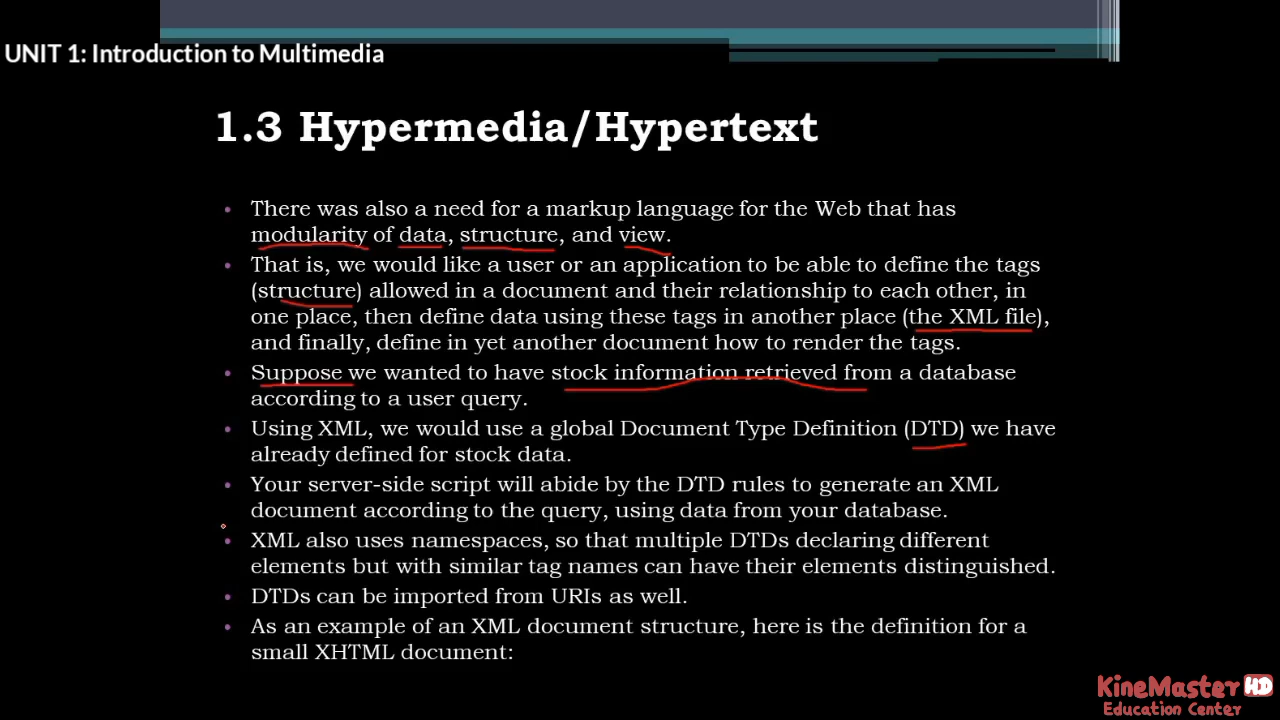 UNIT 1: Introduction to Multimedia
1.3 Hypermedia/Hypertext
• There was also a need for a markup language for the Web that has
modularity of data, structure, and view.
• That is, we would like a user or an application to be able to define the tags
(structure) allowed in a document and their relationship to each other, in
one place, then define data using these tags in another place (the XML file),
and finally, define in yet another document how to render the tags.
• Suppose we wanted to have stock information retrieved from a database
according to a user query.
• Using XML, we would use a global Document Type Definition (DTD) we have
already defined for stock data.
• Your server-side script will abide by the DTD rules to generate an XML
document according to the query, using data from your database.
• XML also uses namespaces, so that multiple DTDs declaring different
elements but with similar tag names can have their elements distinguished.
• DTDs can be imported from URIs as well.
• As an example of an XML document structure, here is the definition for a
small XHTML document:
KineMaster HD
Education Center